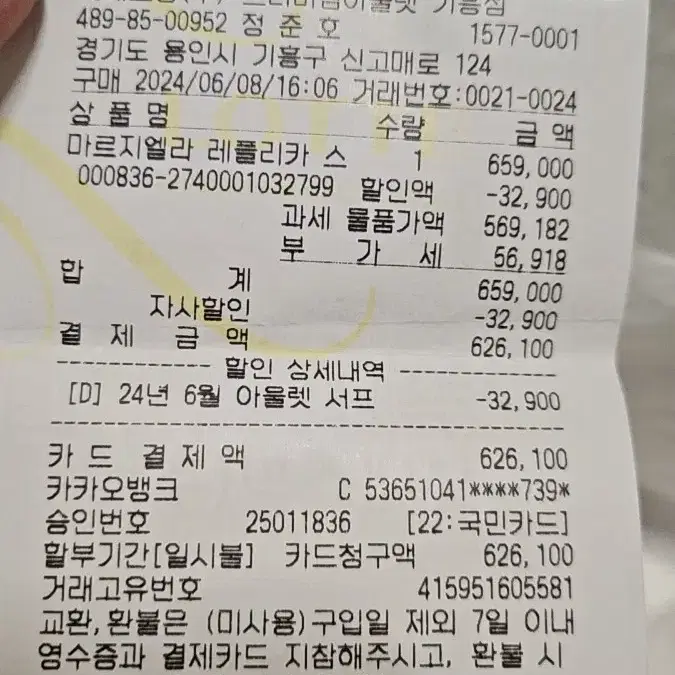 489-85-00952 정 준 호 1577-0001
경기도 용인시 기흥구 신고매로 124
구매 2024/06/08/16:06 거래번호:0021-0024
상 품 명 수량 금 액
마르지엘라 레플리카 스 1 659,000
000836-2740001032799 할인액 -32,900
과세 물품가액 569,182
부 가 세 56,918
합 계 659,000
자사할인 -32,900
결 제 금 액 626,100
------------ 할인 상세내역 ------------
[D] 24년 6월 아울렛 서프 -32,900
카 드 결 제 액 626,100
카카오뱅크 C 53651041****739*
승인번호 25011836 [22:국민카드]
할부기간[일시불] 카드청구액 626,100
거래고유번호 415951605581
교환,환불은 (미사용)구입일 제외 7일 이내
영수증과 결제카드 지참해주시고, 환불 시